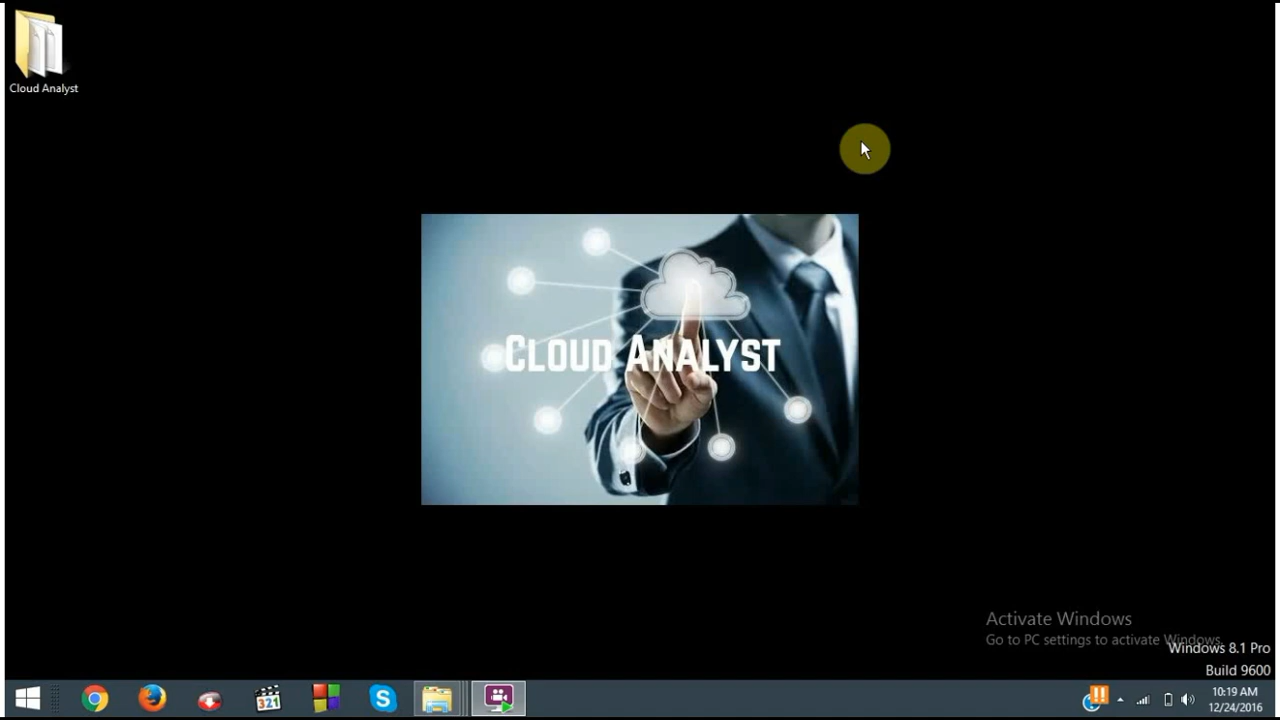 Cloud Analyst
CLOUD ANALYST
Activate Windows
Go to PC settings to activate Windows.
Windows 8.1 Pro
Build 9600
321
S
10:19 AM
12/24/2016